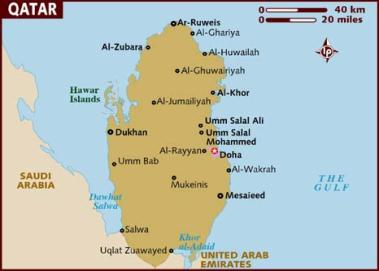 QATAR
40 km
20 miles
Ar-Ruweis
Al-Ghariya
Al-Zubara
Al-Huwailah
Al-Ghuwairiyah
Hawar
Islands
Al-Khor
Al-Jumailiyah
Umm Salal Ali
Dukhan
Umm Salal
Mohammed
Al-Rayyan
Doha
Umm Bab
Al-Wakrah
SAUDI
ARABIA
Mukeinis
THE
GULF
Dawhat
Salwa
Mesaieed
Salwa
Khor
al-Adaid
Uqlat Zuawayed
UNITED ARAB
EMIRATES